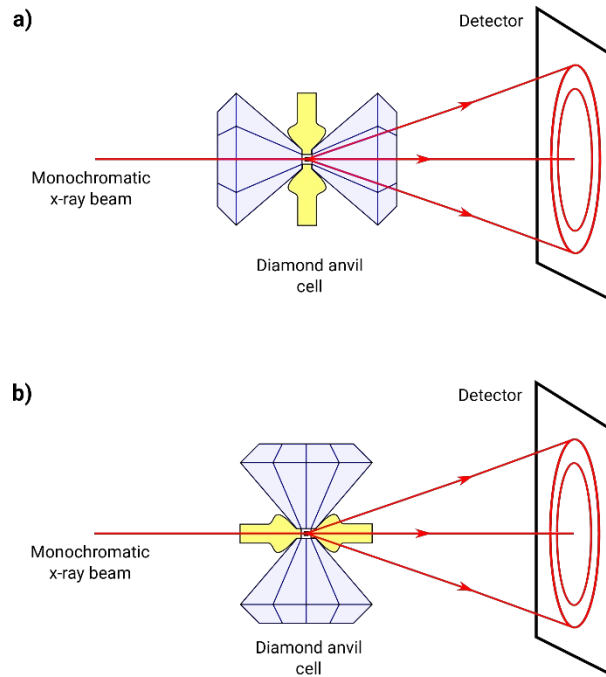 a)
Detector
Monochromatic
x-ray beam
Diamond anvil
cell
b)
Detector
Monochromatic
x-ray beam
Diamond anvil
cell